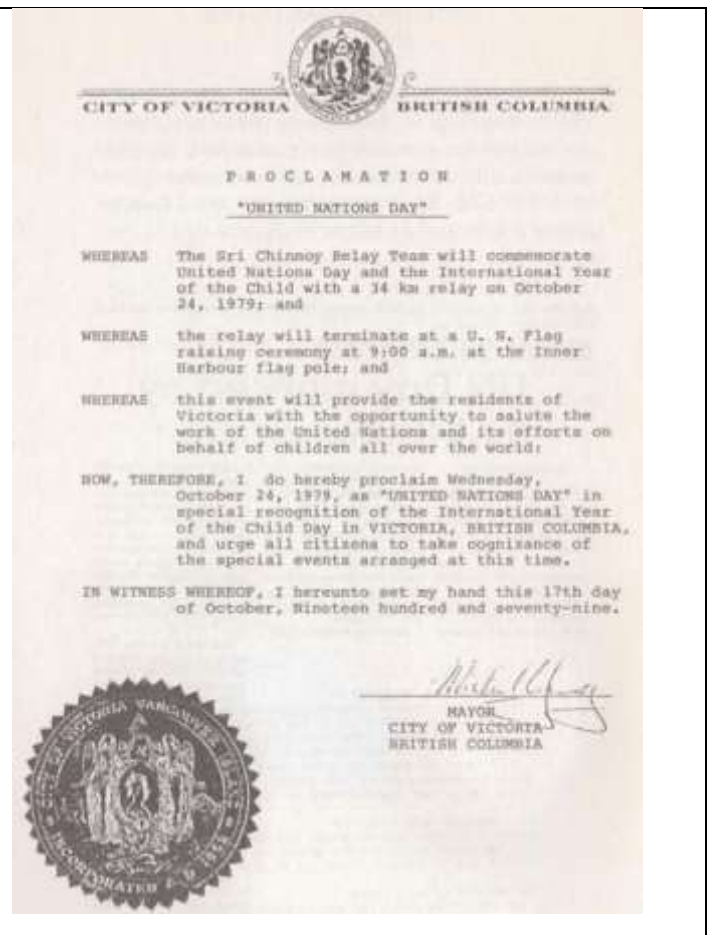 CITY OF VICTORIA BRITISH COLUMBIA
PROCLAMATION
"UNITED NATIONS DAY"
WHEREAS The Sri Chinmoy Relay Team will commemorate
United Nations Day and the International Year
of the Child with a 34 km relay on October
24, 1979; and
WHEREAS the relay will terminate at a U. N. Flag
raising ceremony at 9:00 a.m. at the Inner
Harbour flag pole; and
WHEREAS this event will provide the residents of
Victoria with the opportunity to salute the
work of the United Nations and its efforts on
behalf of children all over the world:
NOW, THEREFORE, I do hereby proclaim Wednesday,
October 24, 1979, as "UNITED NATIONS DAY" in
special recognition of the International Year
of the Child Day in VICTORIA, BRITISH COLUMBIA,
and urge all citizens to take cognizance of
the special events arranged at this time.
IN WITNESS WHEREOF, I hereunto set my hand this 17th day
of October, Nineteen hundred and seventy-nine.
MAYOR
CITY OF VICTORIA
BRITISH COLUMBIA
CITY OF VICTORIA VANCOUVER ISLAND
INCORPORATED A.D.